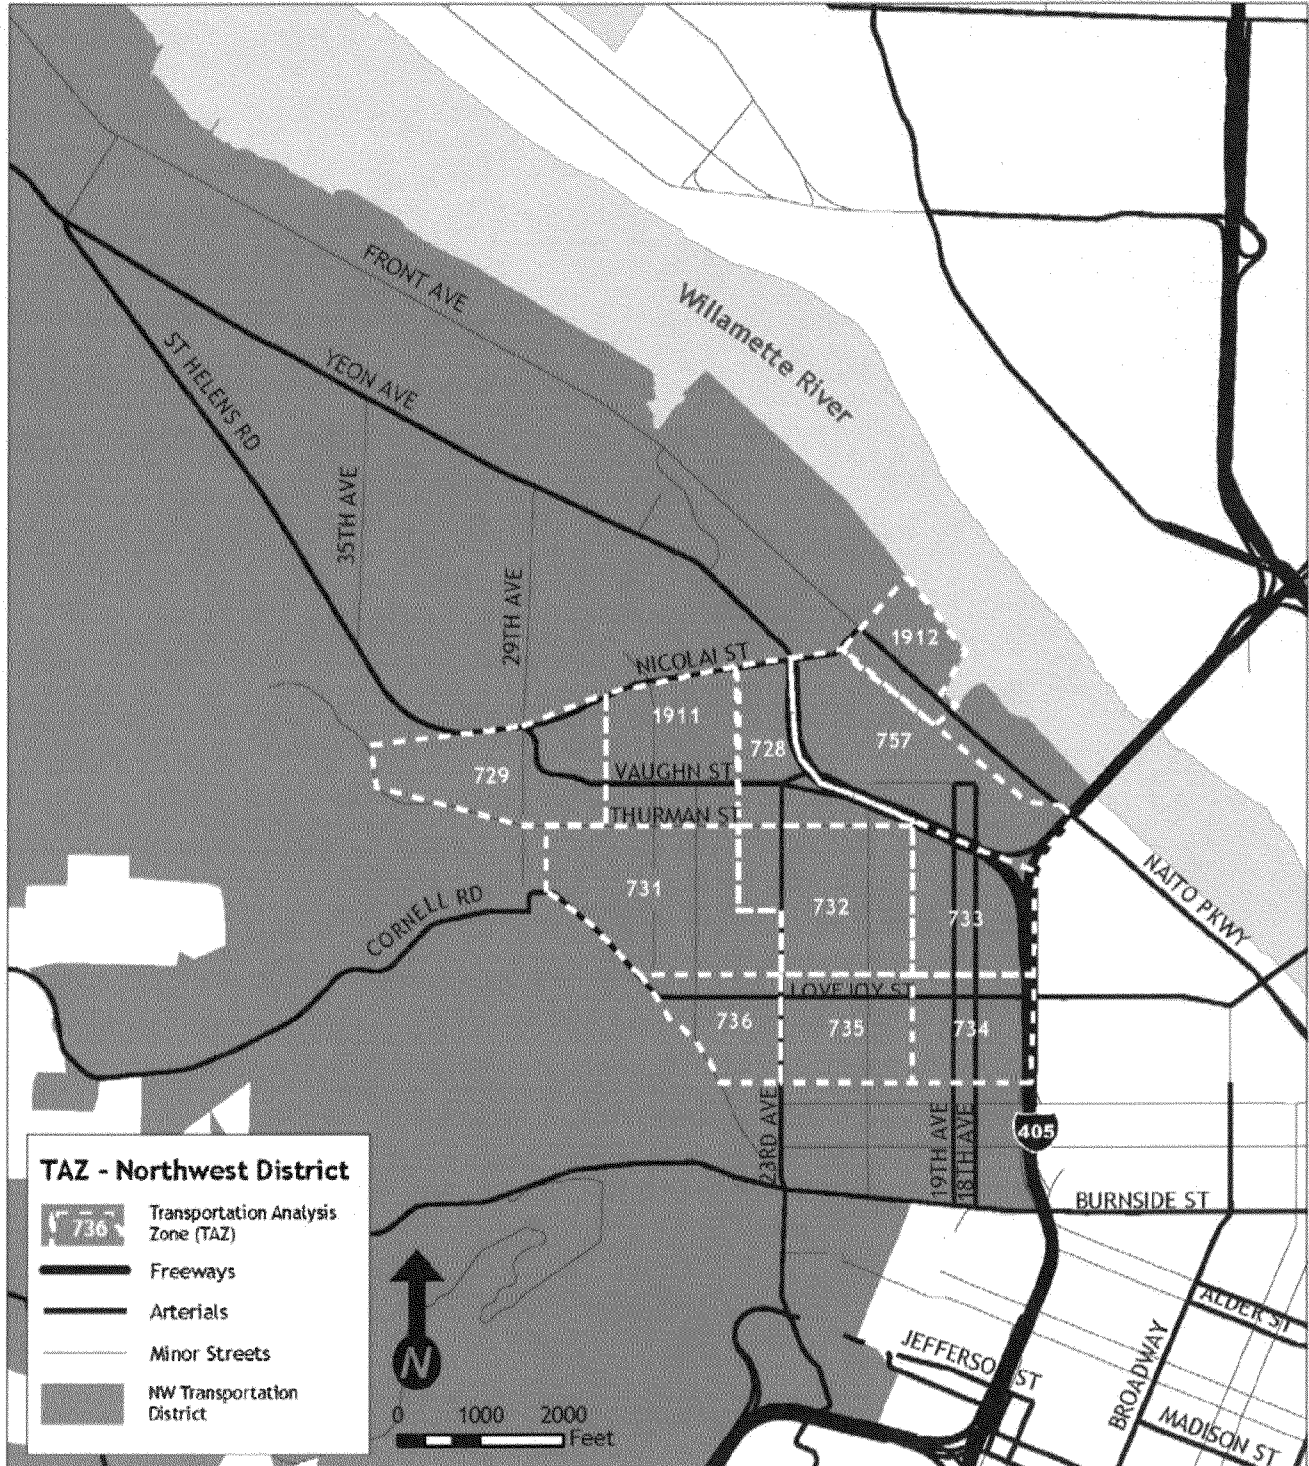 FRONT AVE
Willamette River
ST HELENS RD
YEON AVE
35TH AVE
29TH AVE
1912
NICOLAI ST
1911
728
757
729
VAUGHN ST
THURMAN ST
731
732
733
CORNELL RD
NAITO PKWY
LOVEJOY ST
736
735
734
23RD AVE
19TH AVE
18TH AVE
405
BURNSIDE ST
TAZ - Northwest District
736
Transportation Analysis
Zone (TAZ)
Freeways
Arterials
Minor Streets
NW Transportation
District
N
0 1000 2000
Feet
ALDER ST
JEFFERSON ST
BROADWAY
MADISON ST